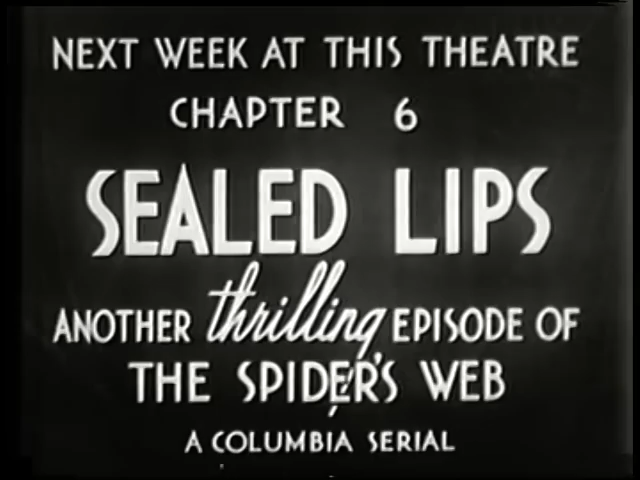 NEXT WEEK AT THIS THEATRE
CHAPTER 6
SEALED LIPS
ANOTHER thrilling EPISODE OF
THE SPIDER'S WEB
A COLUMBIA SERIAL